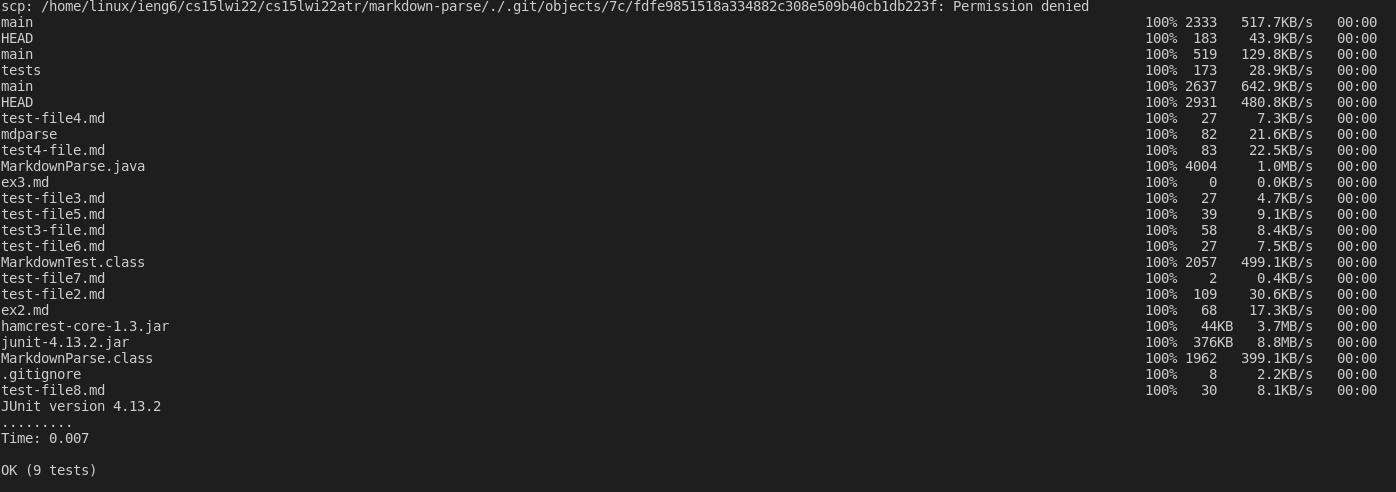 scp: /home/linux/ieng6/cs15lwi22/cs15lwi22atr/markdown-parse/./.git/objects/7c/fdfe9851518a334882c308e509b40cb1db223f: Permission denied
main 100% 2333 517.7KB/s 00:00
HEAD 100% 183 43.9KB/s 00:00
main 100% 519 129.8KB/s 00:00
tests 100% 173 28.9KB/s 00:00
main 100% 2637 642.9KB/s 00:00
HEAD 100% 2931 480.8KB/s 00:00
test-file4.md 100% 27 7.3KB/s 00:00
mdparse 100% 82 21.6KB/s 00:00
test4-file.md 100% 83 22.5KB/s 00:00
MarkdownParse.java 100% 4004 1.0MB/s 00:00
ex3.md 100% 0 0.0KB/s 00:00
test-file3.md 100% 27 4.7KB/s 00:00
test-file5.md 100% 39 9.1KB/s 00:00
test3-file.md 100% 58 8.4KB/s 00:00
test-file6.md 100% 27 7.5KB/s 00:00
MarkdownTest.class 100% 2057 499.1KB/s 00:00
test-file7.md 100% 2 0.4KB/s 00:00
test-file2.md 100% 109 30.6KB/s 00:00
ex2.md 100% 68 17.3KB/s 00:00
hamcrest-core-1.3.jar 100% 44KB 3.7MB/s 00:00
junit-4.13.2.jar 100% 376KB 8.8MB/s 00:00
MarkdownParse.class 100% 1962 399.1KB/s 00:00
.gitignore 100% 8 2.2KB/s 00:00
test-file8.md 100% 30 8.1KB/s 00:00
JUnit version 4.13.2
.........
Time: 0.007
OK (9 tests)